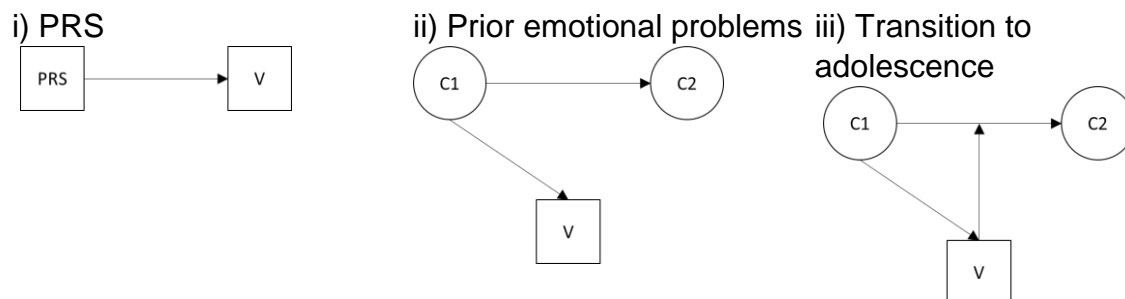 i) PRS
PRS
V
ii) Prior emotional problems
C1
C2
V
iii) Transition to
adolescence
C1
C2
V